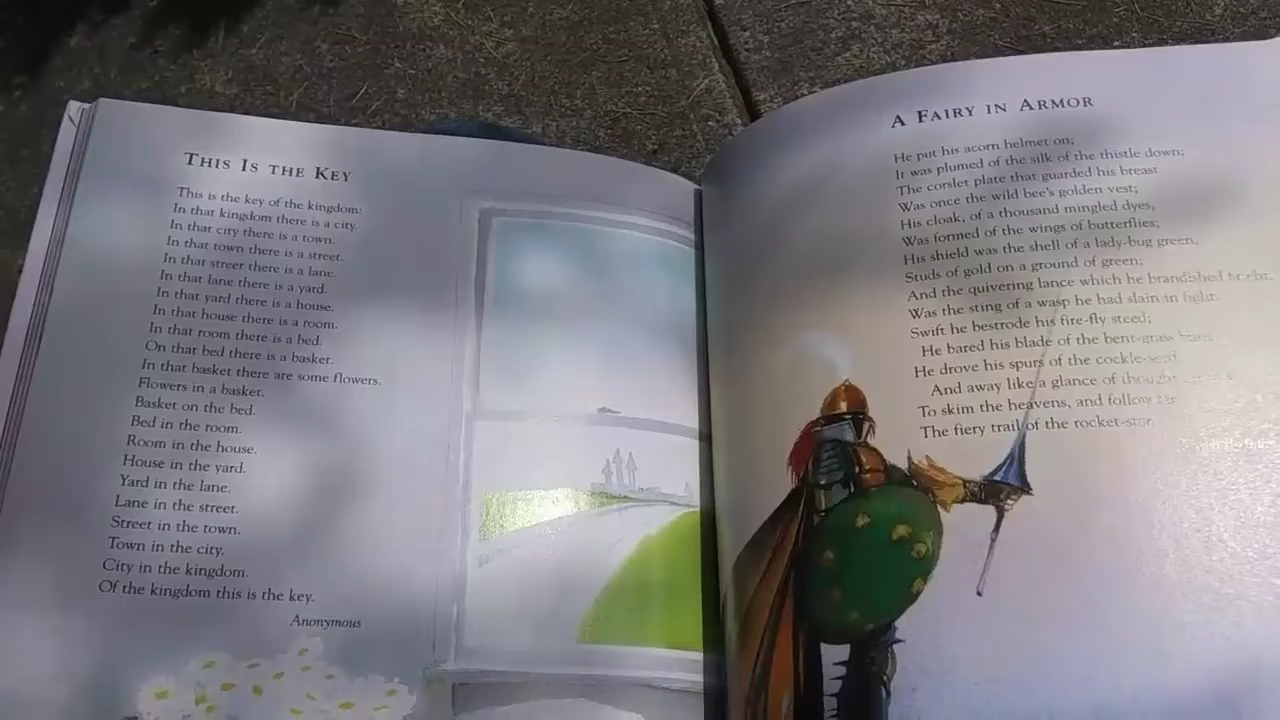 THIS IS THE KEY
This is the key of the kingdom:
In that kingdom there is a city.
In that city there is a town.
In that town there is a street.
In that street there is a lane.
In that lane there is a yard.
In that yard there is a house.
In that house there is a room.
In that room there is a bed.
On that bed there is a basket.
In that basket there are some flowers.
Flowers in a basket.
Basket on the bed.
Bed in the room.
Room in the house.
House in the yard.
Yard in the lane.
Lane in the street.
Street in the town.
Town in the city.
City in the kingdom.
Of the kingdom this is the key.
Anonymous
A FAIRY IN ARMOR
He put his acorn helmet on;
It was plumed of the silk of the thistle down;
The corslet plate that guarded his breast
Was once the wild bee's golden vest;
His cloak, of a thousand mingled dyes,
Was formed of the wings of butterflies;
His shield was the shell of a lady-bug green,
Studs of gold on a ground of green;
And the quivering lance which he brandished bright,
Was the sting of a wasp he had slain in fight.
Swift he bestrode his fire-fly steed;
He bared his blade of the bent-grass
He drove his spurs of the cockle-seed,
And away like a glance of thought
To skim the heavens, and follow far
The fiery trail of the rocket-star.